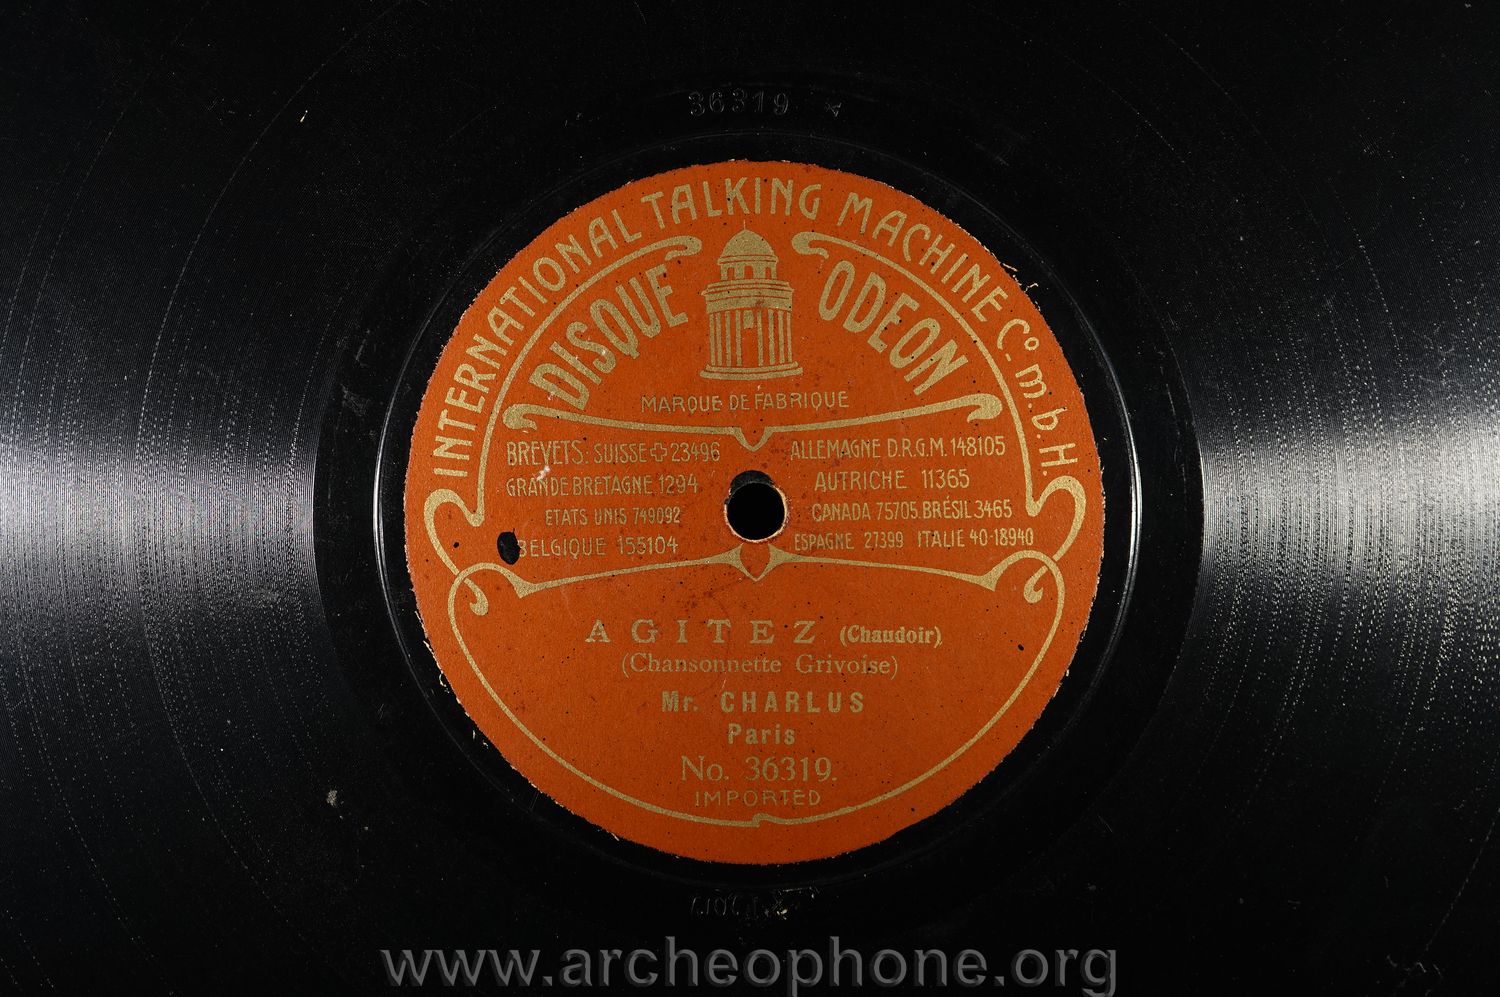 36319
INTERNATIONAL TALKING MACHINE Co. m.b.H.
DISQUE ODEON
MARQUE DE FABRIQUE
BREVETS: SUISSE 23496
GRANDE BRETAGNE 1294
ETATS UNIS 749092
BELGIQUE 155104
ALLEMAGNE D.R.G.M. 148105
AUTRICHE 11365
CANADA 75705 BRÉSIL 3465
ESPAGNE 27399 ITALIE 40-18940
AGITEZ (Chaudoir)
(Chansonnette Grivoise)
Mr. CHARLUS
Paris
No. 36319.
IMPORTED
www.archeophone.org